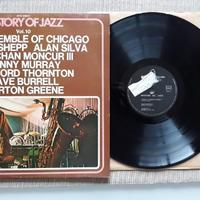 STORY OF JAZZ
Vol. 10
EMBLE OF CHICAGO
SHEPP ALAN SILVA
CHAN MONCUR III
NNY MURRAY
FORD THORNTON
AVE BURRELL
RTON GREENE